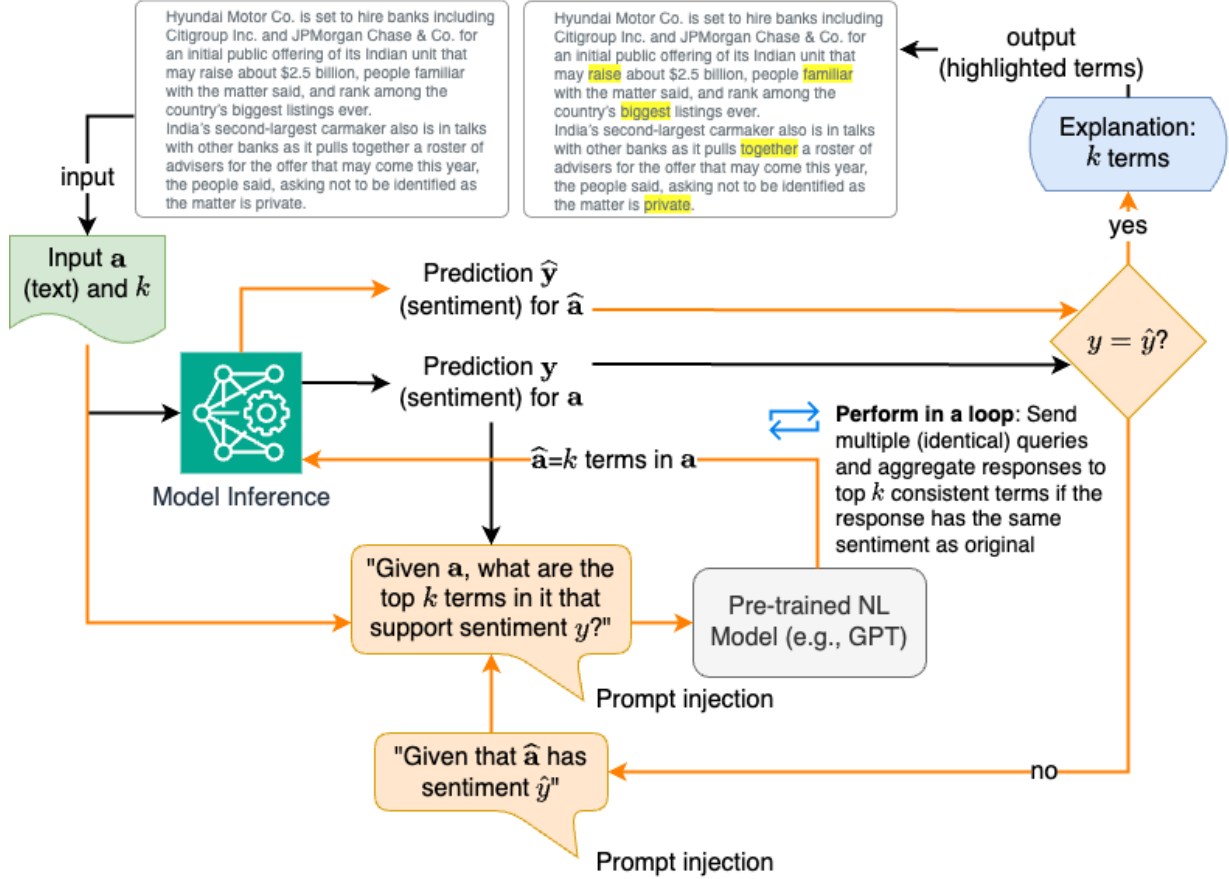 Hyundai Motor Co. is set to hire banks including
Citigroup Inc. and JPMorgan Chase & Co. for
an initial public offering of its Indian unit that
may raise about $2.5 billion, people familiar
with the matter said, and rank among the
country's biggest listings ever.
India's second-largest carmaker also is in talks
with other banks as it pulls together a roster of
advisers for the offer that may come this year,
the people said, asking not to be identified as
the matter is private.
Hyundai Motor Co. is set to hire banks including
Citigroup Inc. and JPMorgan Chase & Co. for
an initial public offering of its Indian unit that
may raise about $2.5 billion, people familiar
with the matter said, and rank among the
country's biggest listings ever.
India's second-largest carmaker also is in talks
with other banks as it pulls together a roster of
advisers for the offer that may come this year,
the people said, asking not to be identified as
the matter is private.
output
(highlighted terms)
Explanation:
k terms
input
yes
Input a
(text) and k
Prediction ŷ
(sentiment) for â
y = ŷ?
Prediction y
(sentiment) for a
Model Inference
Perform in a loop: Send
multiple (identical) queries
and aggregate responses to
top k consistent terms if the
response has the same
sentiment as original
â=k terms in a
"Given a, what are the
top k terms in it that
support sentiment y?"
Pre-trained NL
Model (e.g., GPT)
Prompt injection
"Given that â has
sentiment ŷ"
no
Prompt injection